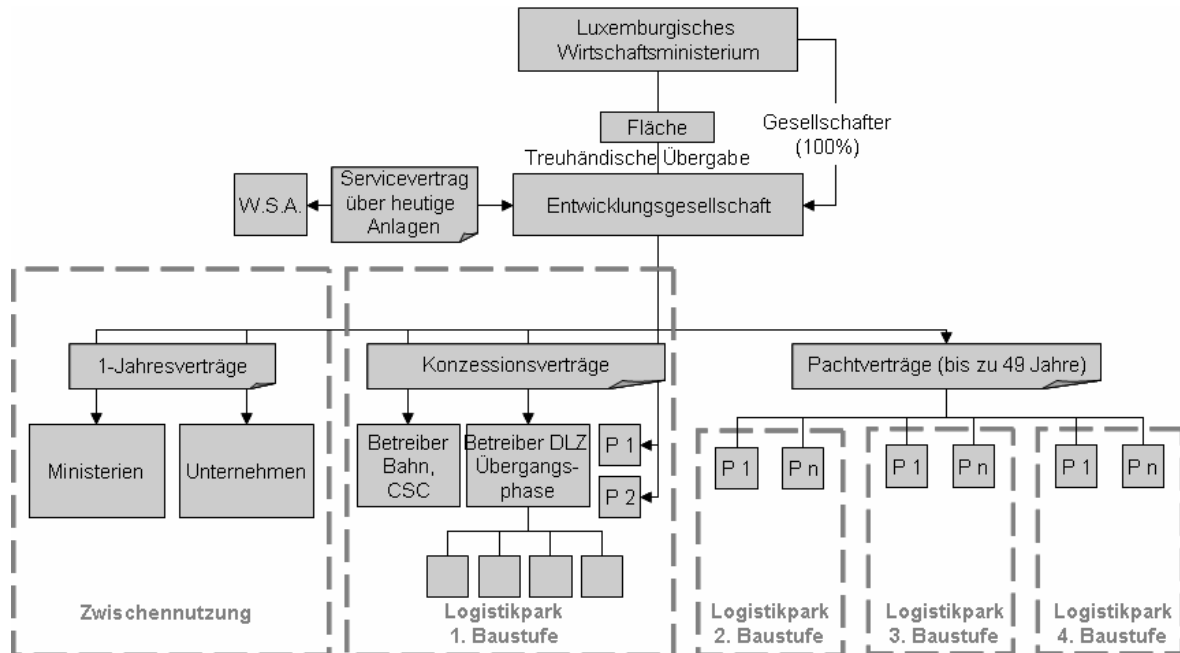 Luxemburgisches
Wirtschaftsministerium
Fläche
Gesellschafter
(100%)
Treuhändische Übergabe
W.S.A.
Servicevertrag
über heutige
Anlagen
Entwicklungsgesellschaft
1-Jahresverträge
Konzessionsverträge
Pachtverträge (bis zu 49 Jahre)
Ministerien
Unternehmen
Betreiber
Bahn,
CSC
Betreiber DLZ
Übergangs-
phase
P 1
P 2
P 1
P n
P 1
P n
P 1
P n
Zwischennutzung
Logistikpark
1. Baustufe
Logistikpark
2. Baustufe
Logistikpark
3. Baustufe
Logistikpark
4. Baustufe